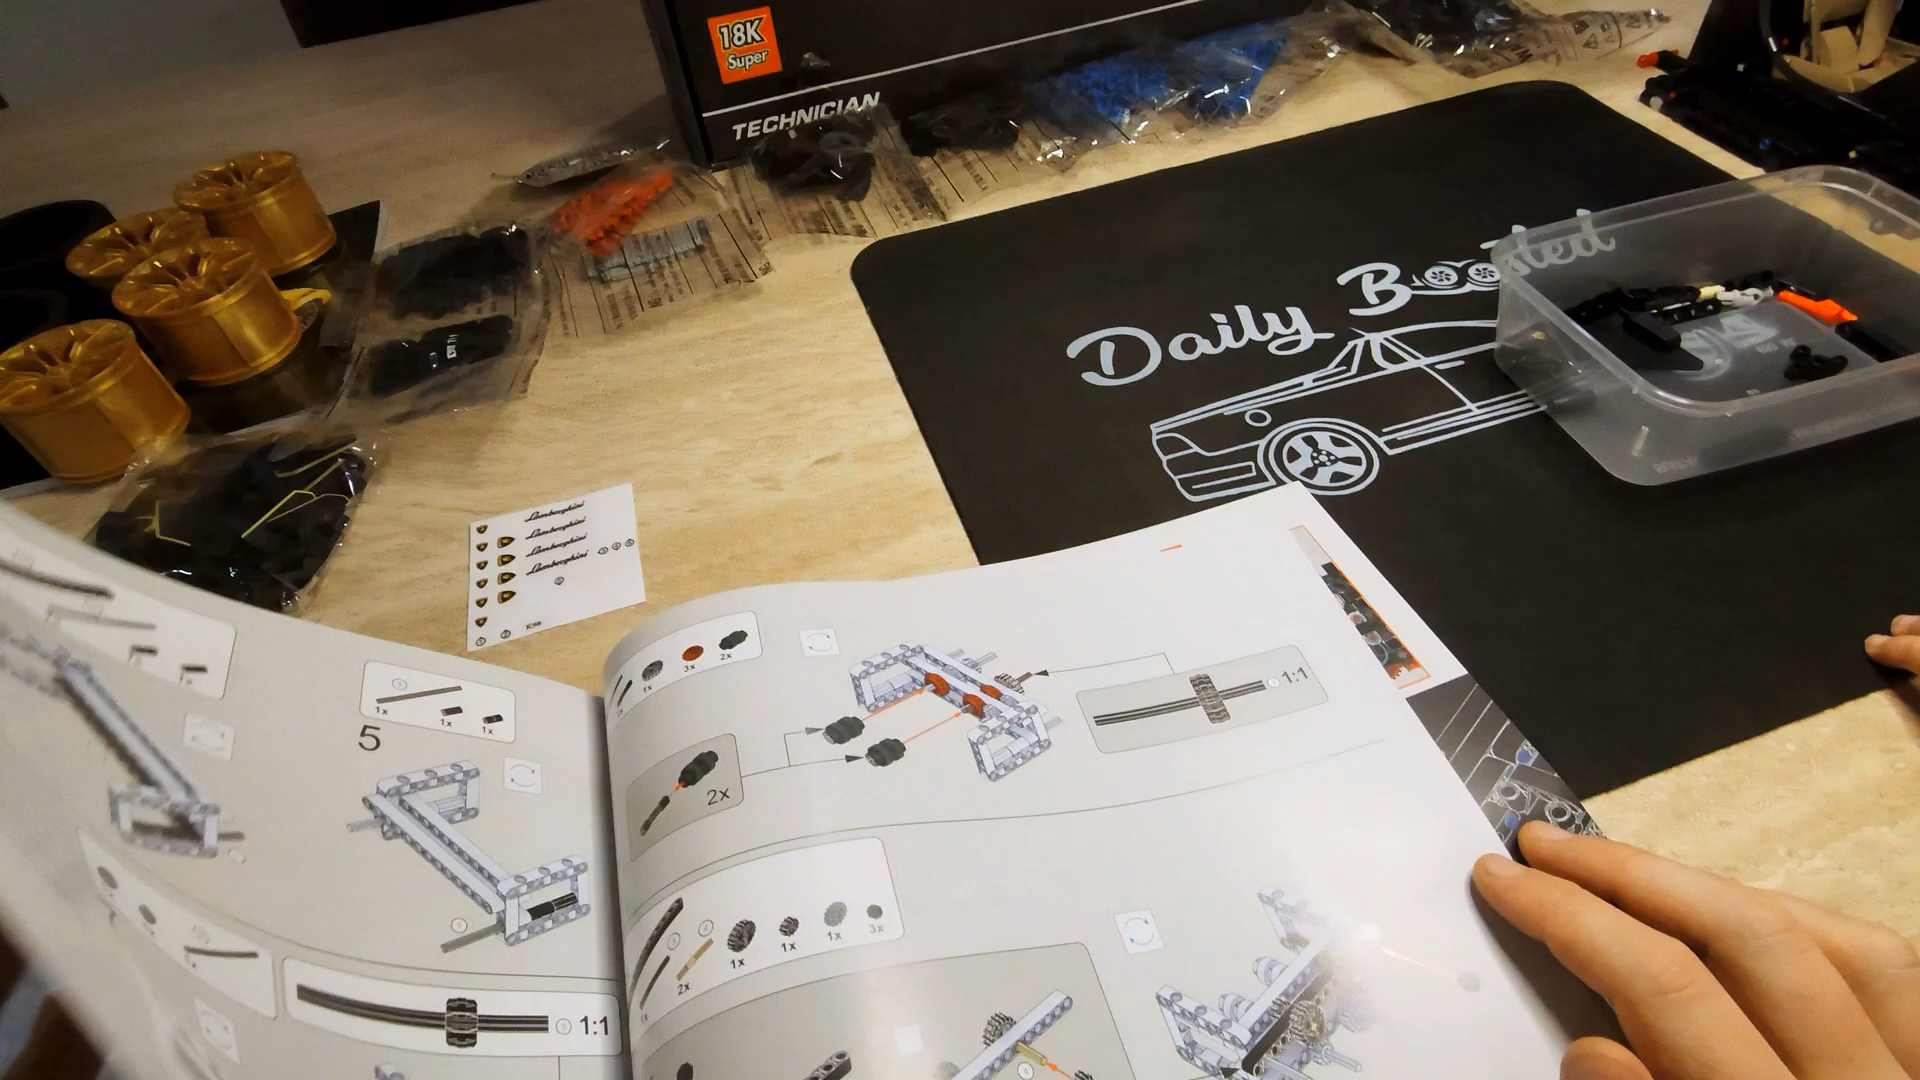 18K
Super
TECHNICIAN
Daily Boosted
Lamborghini
Lamborghini
Lamborghini
Lamborghini
1x
1x
1x
5
1:1
1x
3x
2x
2x
1:1
2x
1x
1x
1x
3x